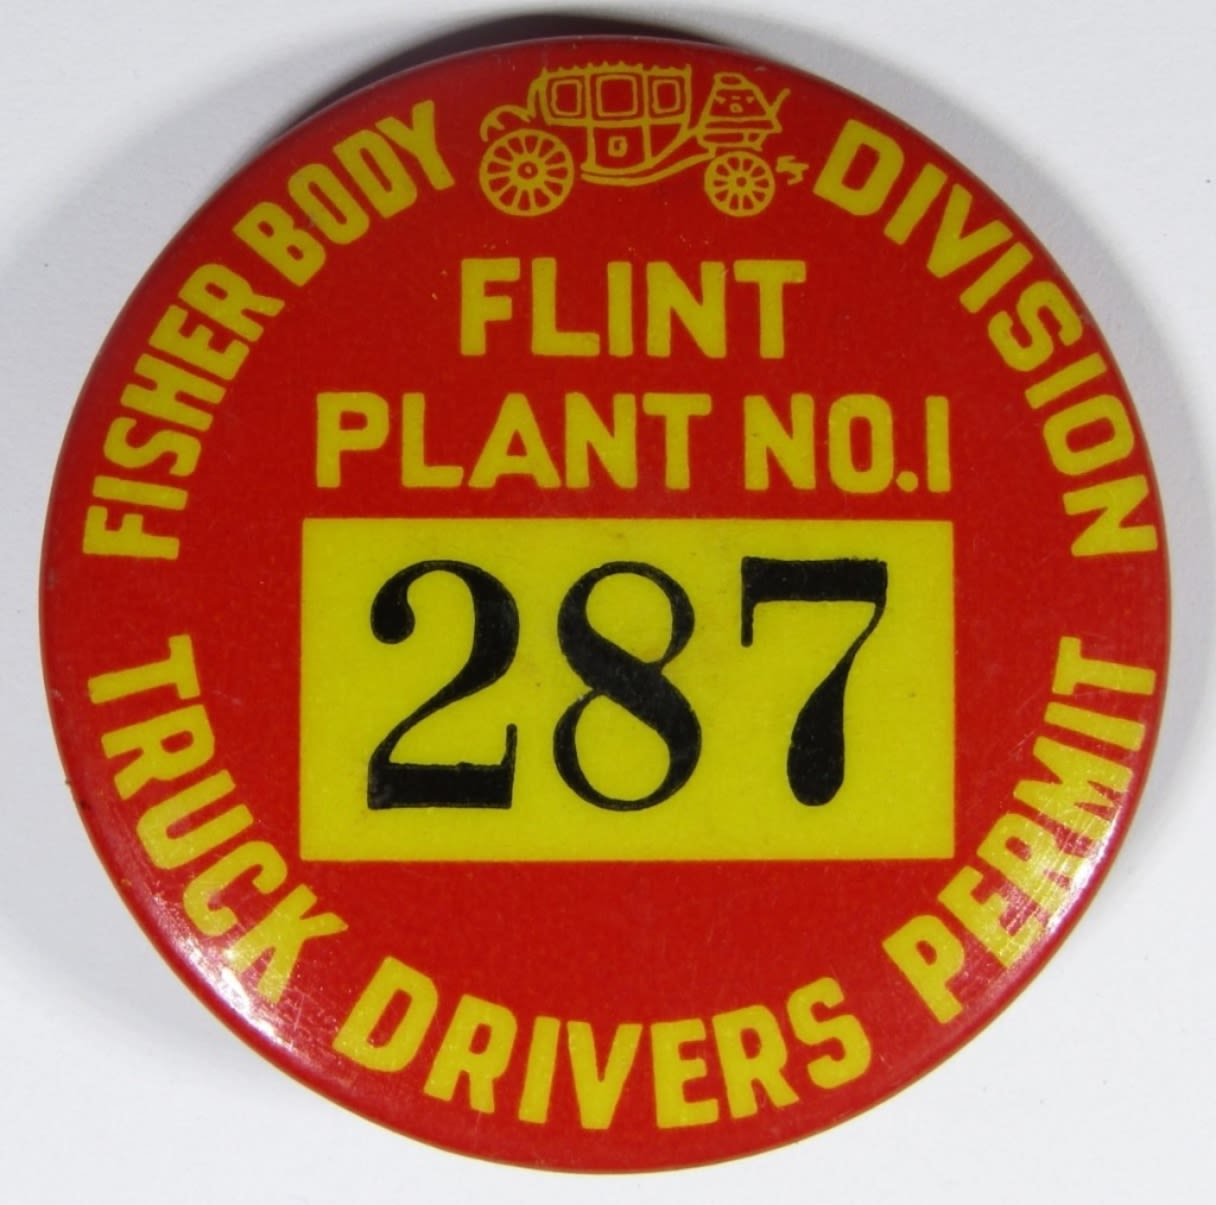 FISHER BODY DIVISION
FLINT
PLANT NO.1
287
TRUCK DRIVERS PERMIT